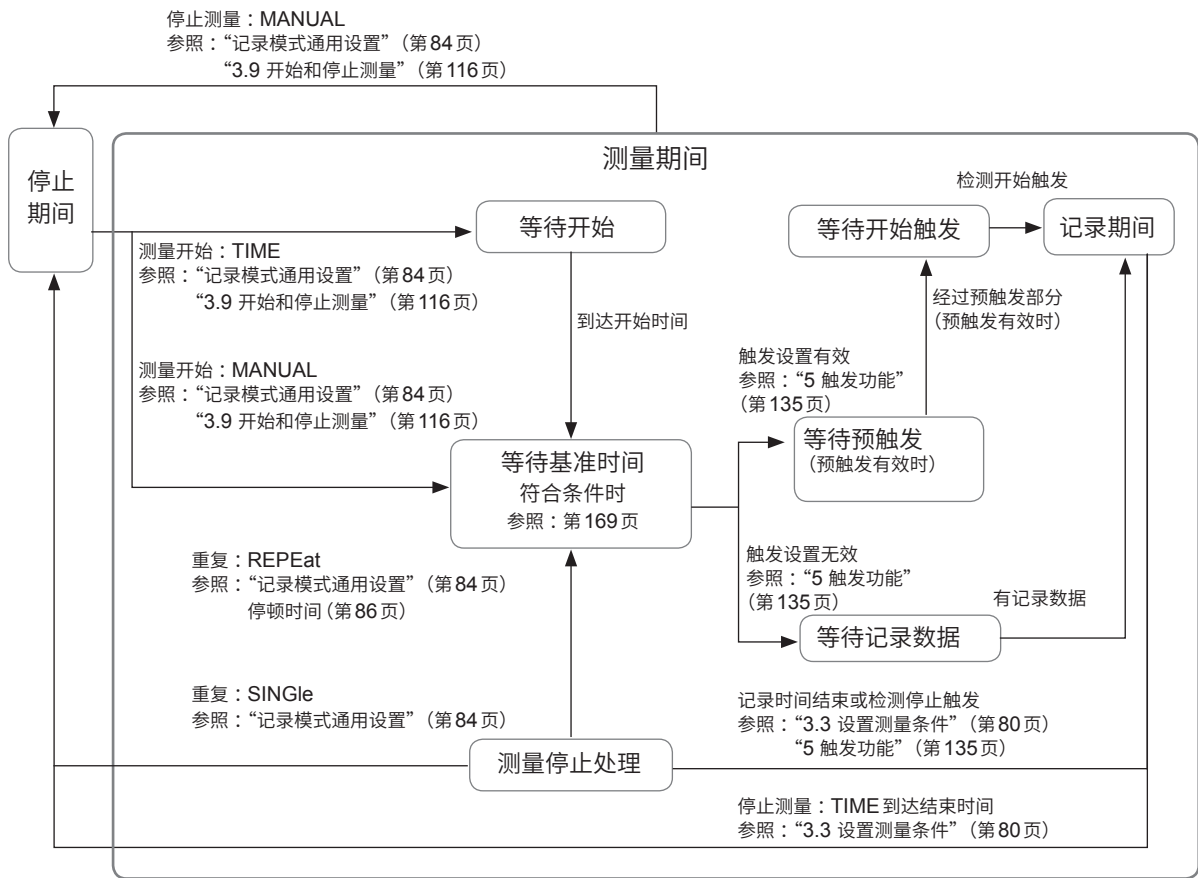 停止测量：MANUAL
参照：“记录模式通用设置”（第84页）
“3.9 开始和停止测量”（第116页）
停止
期间
测量期间
检测开始触发
等待开始
等待开始触发
记录期间
测量开始：TIME
参照：“记录模式通用设置”（第84页）
“3.9 开始和停止测量”（第116页）
到达开始时间
经过预触发部分
（预触发有效时）
测量开始：MANUAL
参照：“记录模式通用设置”（第84页）
“3.9 开始和停止测量”（第116页）
触发设置有效
参照：“5 触发功能”
（第135页）
等待预触发
（预触发有效时）
等待基准时间
符合条件时
参照：第169页
重复：REPEat
参照：“记录模式通用设置”（第84页）
停顿时间（第86页）
触发设置无效
参照：“5 触发功能”
（第135页）
有记录数据
等待记录数据
重复：SINGle
参照：“记录模式通用设置”（第84页）
记录时间结束或检测停止触发
参照：“3.3 设置测量条件”（第80页）
“5 触发功能”（第135页）
测量停止处理
停止测量：TIME到达结束时间
参照：“3.3 设置测量条件”（第80页）